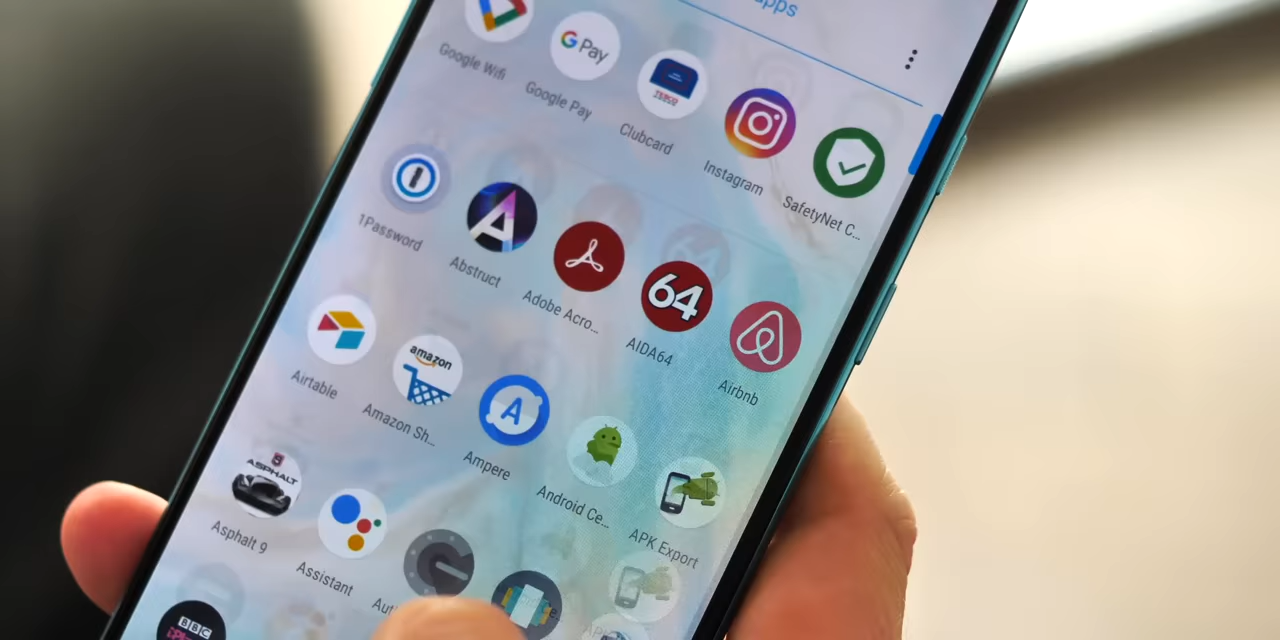 apps
Google Wifi
G Pay
Google Pay
Clubcard
Instagram
SafetyNet C...
1Password
A
Abstruct
Adobe Acro...
64
AIDA64
Airbnb
Airtable
amazon
Amazon Sh...
A
Ampere
Android Ce...
APK Export
ASPHALT
Asphalt 9
Assistant
BBC